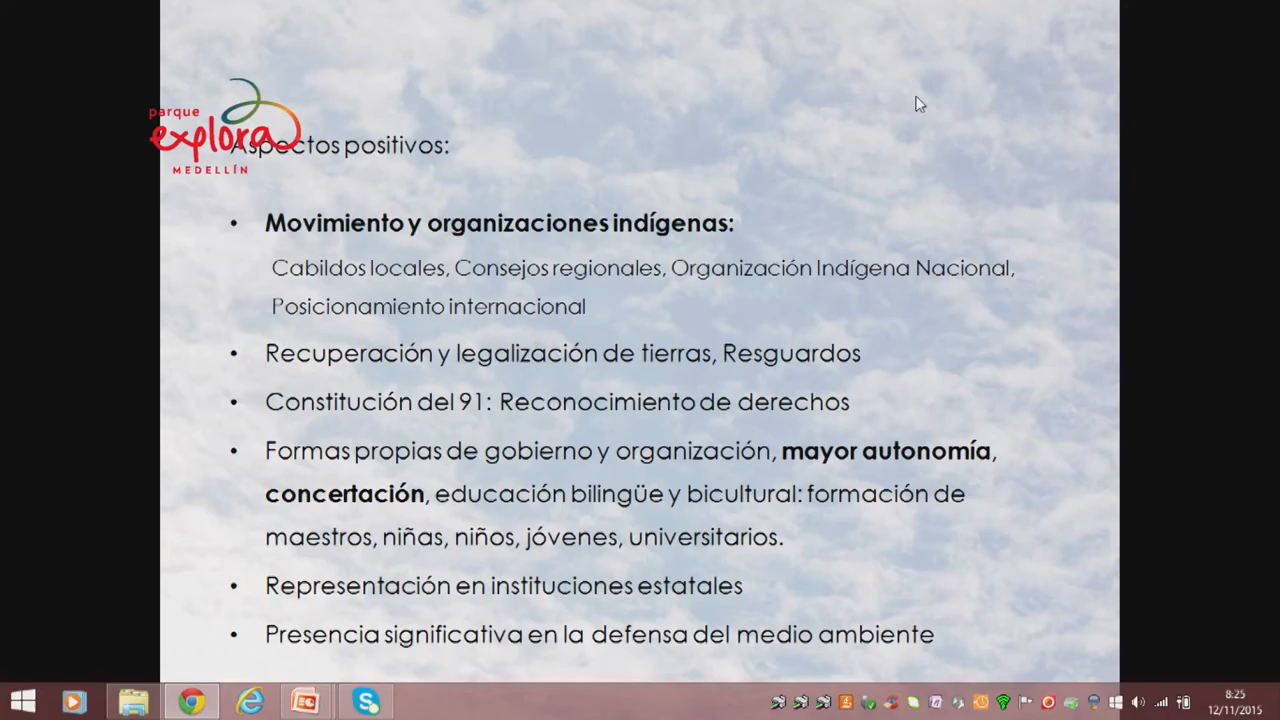 parque
explora
MEDELLÍN
Aspectos positivos:
• Movimiento y organizaciones indígenas:
Cabildos locales, Consejos regionales, Organización Indígena Nacional,
Posicionamiento internacional
• Recuperación y legalización de tierras, Resguardos
• Constitución del 91: Reconocimiento de derechos
• Formas propias de gobierno y organización, mayor autonomía,
concertación, educación bilingüe y bicultural: formación de
maestros, niñas, niños, jóvenes, universitarios.
• Representación en instituciones estatales
• Presencia significativa en la defensa del medio ambiente
8:25
12/11/2015